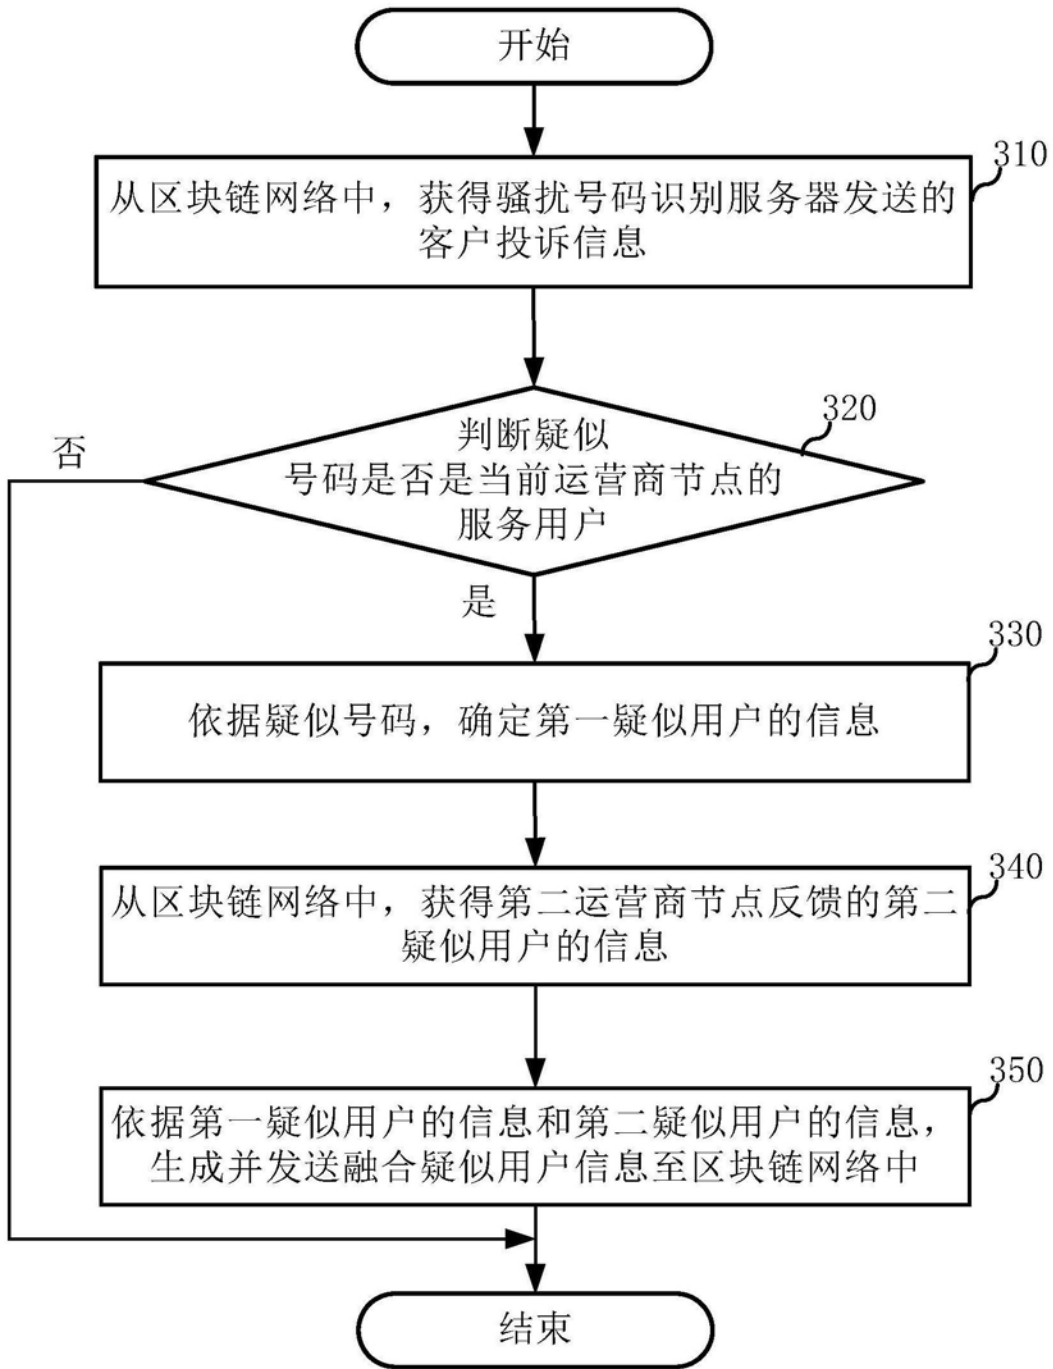 开始
310
从区块链网络中，获得骚扰号码识别服务器发送的
客户投诉信息
320
判断疑似
否
号码是否是当前运营商节点的
服务用户
是
330
依据疑似号码，确定第一疑似用户的信息
340
从区块链网络中，获得第二运营商节点反馈的第二
疑似用户的信息
350
依据第一疑似用户的信息和第二疑似用户的信息，
生成并发送融合疑似用户信息至区块链网络中
结束